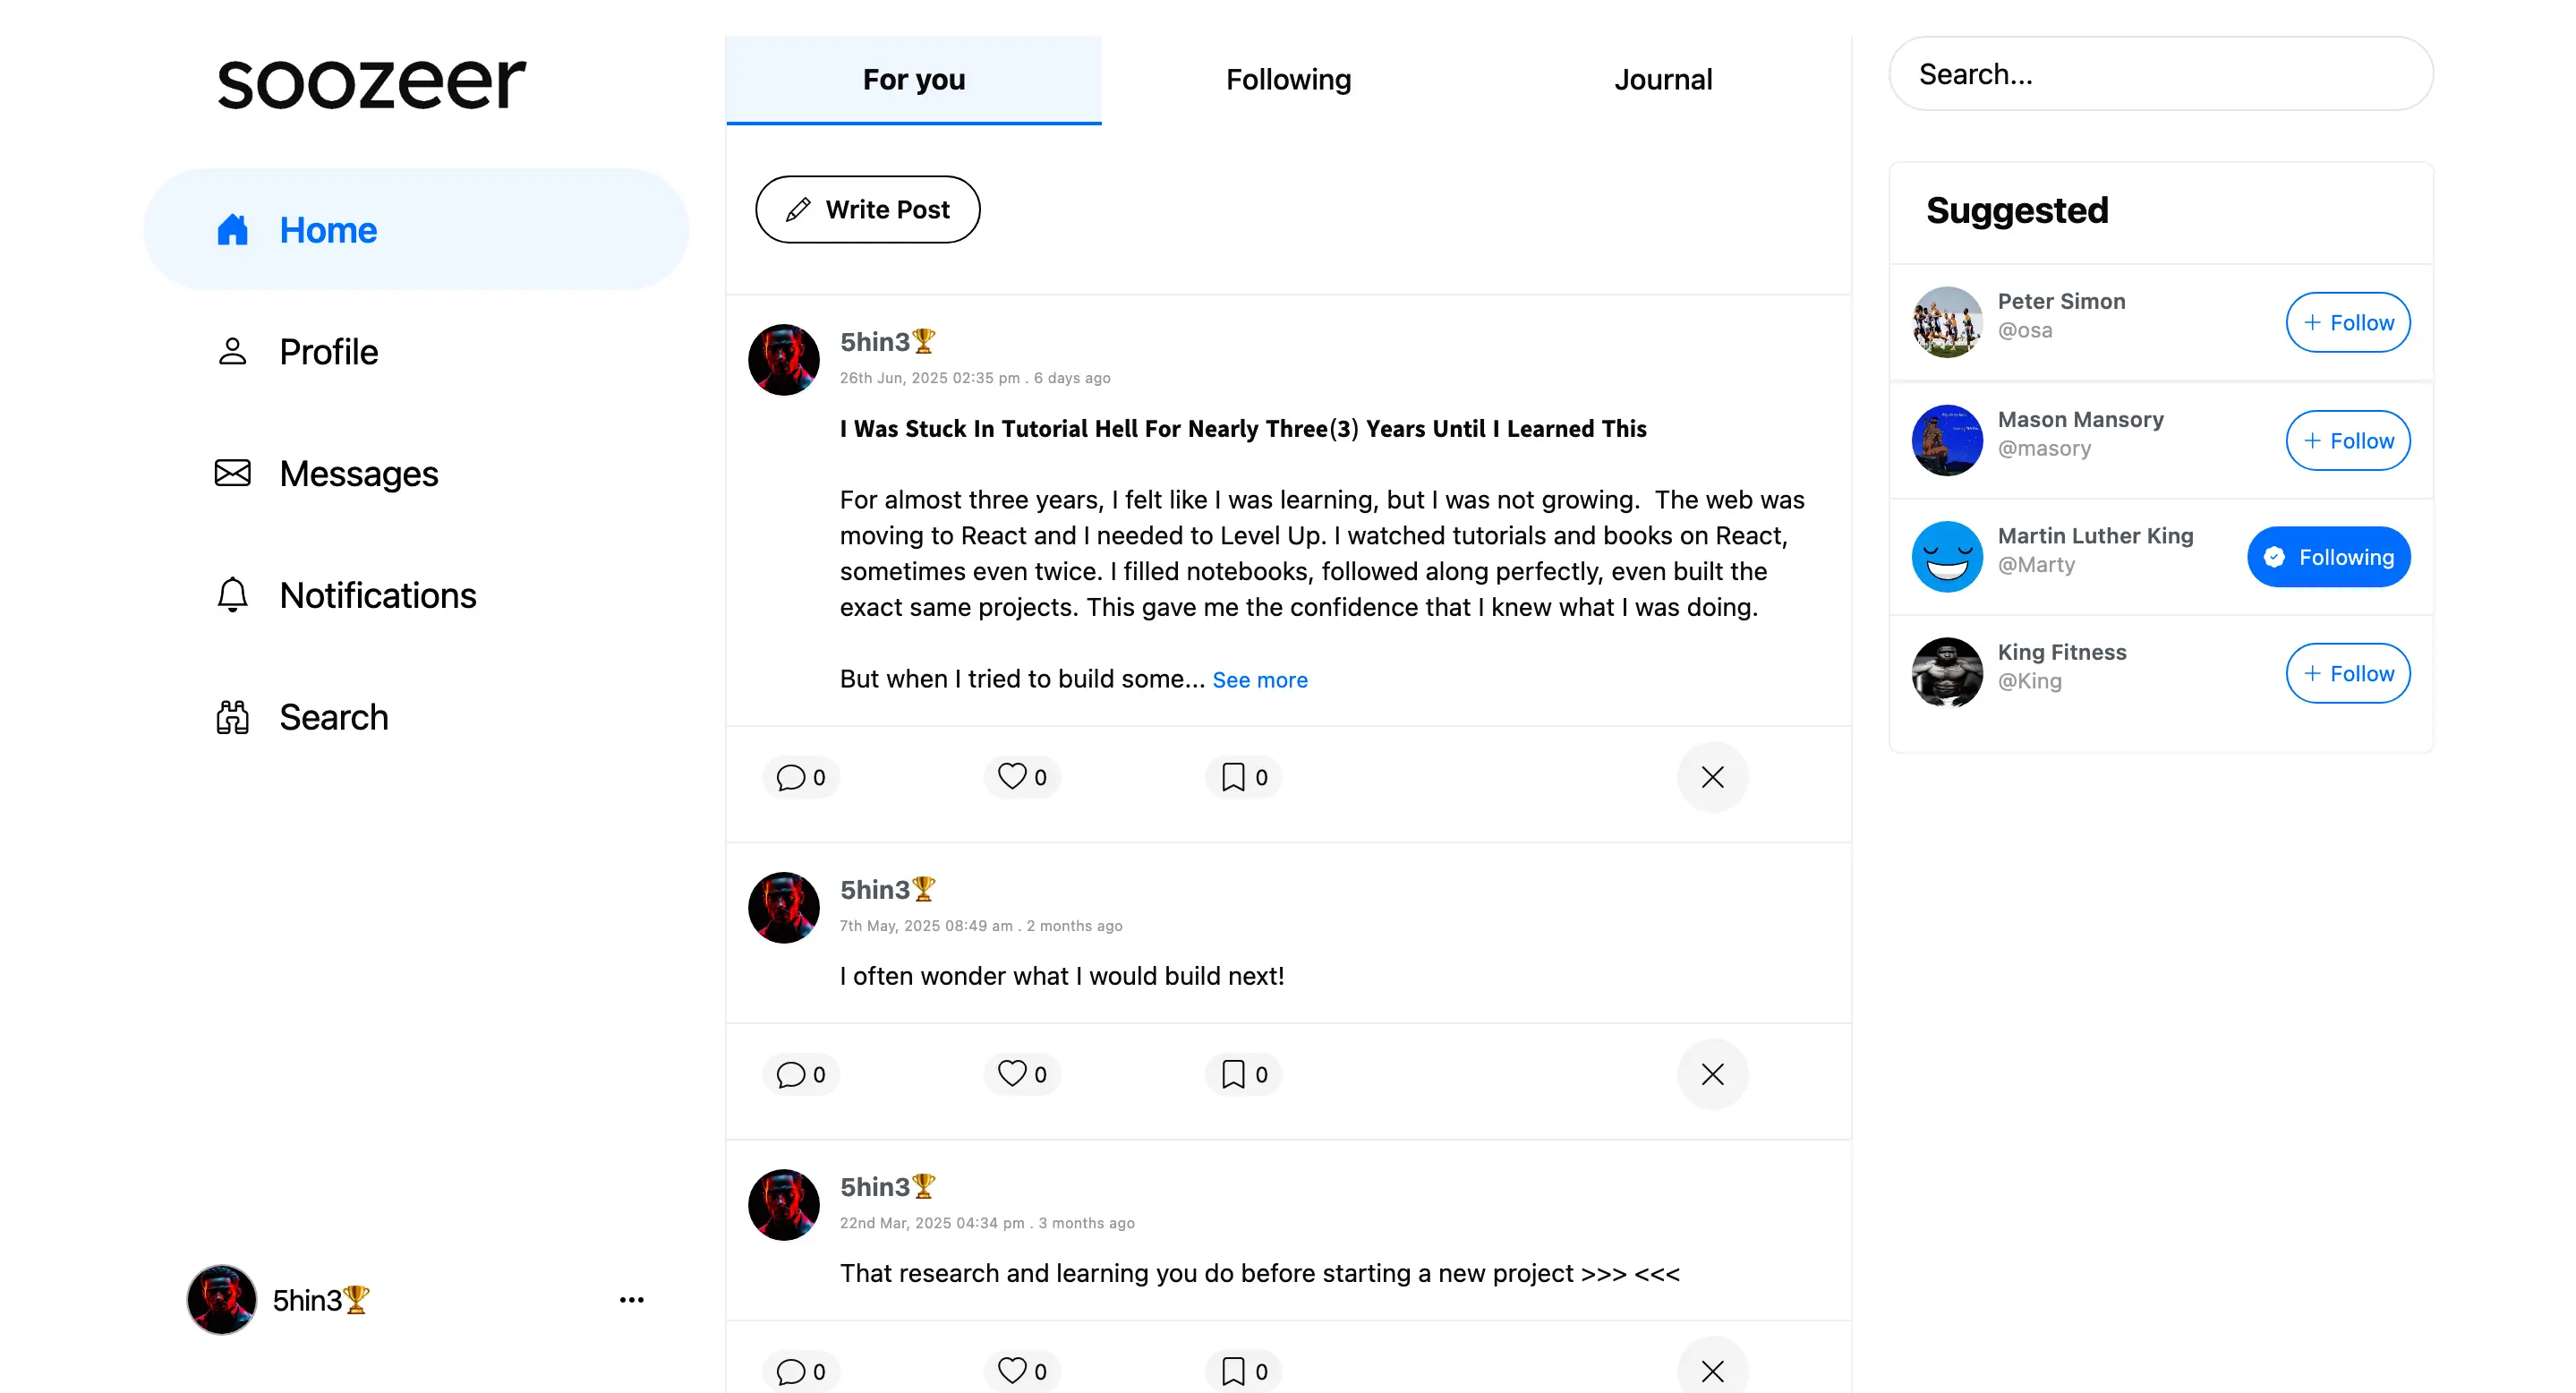 soozeer
Home
Profile
Messages
Notifications
Search
5hin3🏆
For you
Following
Journal
Write Post
5hin3🏆
26th Jun, 2025 02:35 pm . 6 days ago
I Was Stuck In Tutorial Hell For Nearly Three(3) Years Until I Learned This
For almost three years, I felt like I was learning, but I was not growing.  The web was
moving to React and I needed to Level Up. I watched tutorials and books on React,
sometimes even twice. I filled notebooks, followed along perfectly, even built the
exact same projects. This gave me the confidence that I knew what I was doing.
But when I tried to build some... See more
0 0 0
5hin3🏆
7th May, 2025 08:49 am . 2 months ago
I often wonder what I would build next!
0 0 0
5hin3🏆
22nd Mar, 2025 04:34 pm . 3 months ago
That research and learning you do before starting a new project >>> <<<
0 0 0
Search...
Suggested
Peter Simon
@osa
+ Follow
Mason Mansory
@masory
+ Follow
Martin Luther King
@Marty
Following
King Fitness
@King
+ Follow